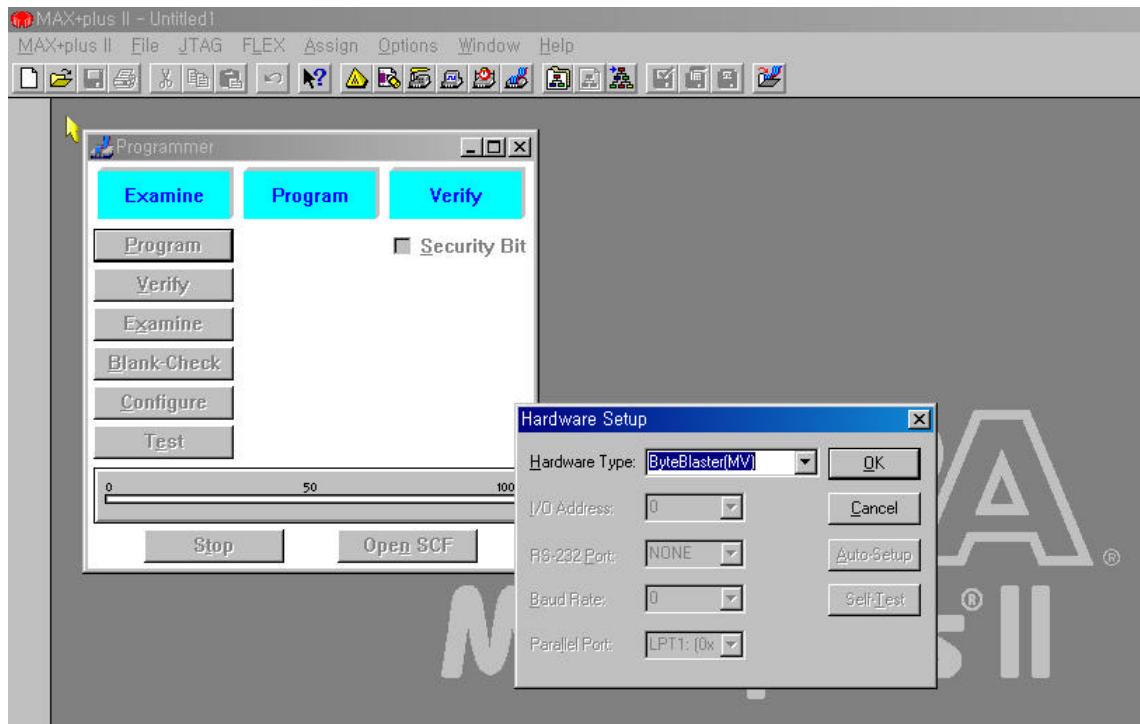 MAX+plus II - Untitled1
MAX+plus II File JTAG FLEX Assign Options Window Help
Programmer
Examine Program Verify
Program
Security Bit
Verify
Examine
Blank-Check
Configure
Test
0 50 100
Stop Open SCF
Hardware Setup
Hardware Type: ByteBlaster(MV) OK
I/O Address: 0 Cancel
RS-232 Port: NONE Auto-Setup
Baud Rate: 0 Self-Test
Parallel Port: LPT1: (0x
®
®
II